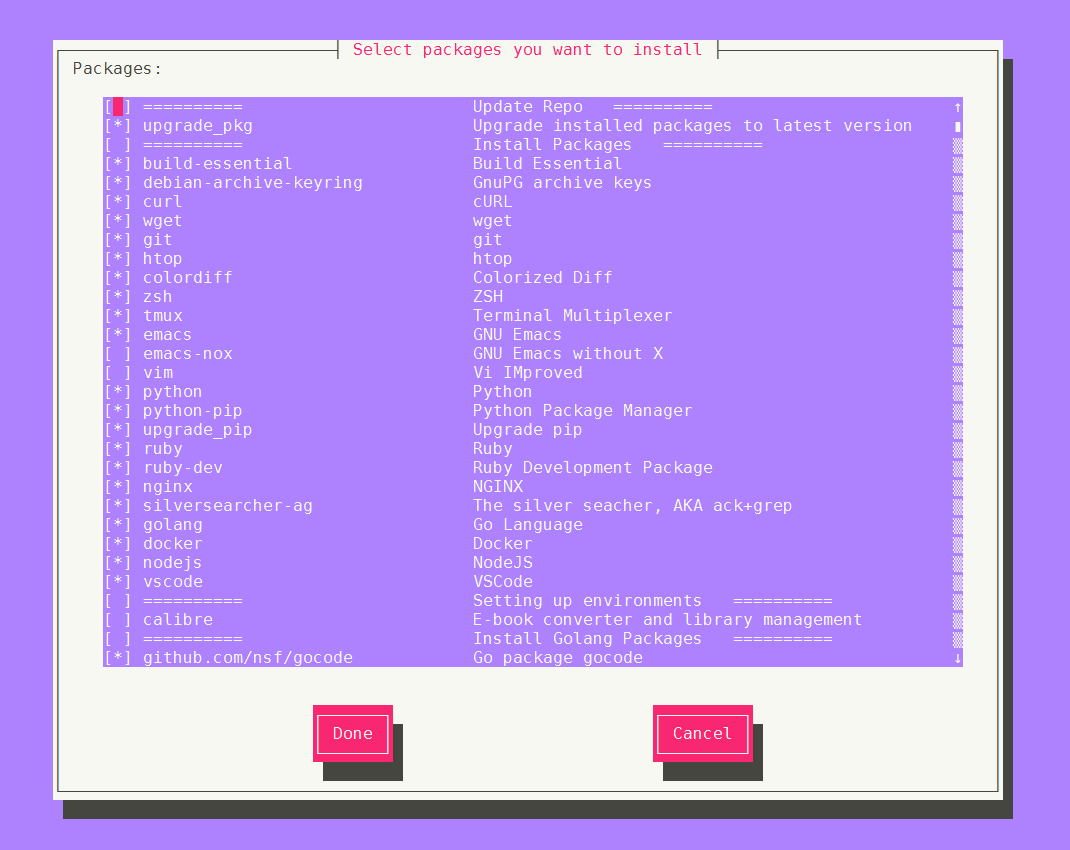 Select packages you want to install
Packages:
[ ] ========== Update Repo ========== ↑
[*] upgrade_pkg Upgrade installed packages to latest version
[ ] ========== Install Packages ==========
[*] build-essential Build Essential
[*] debian-archive-keyring GnuPG archive keys
[*] curl cURL
[*] wget wget
[*] git git
[*] htop htop
[*] colordiff Colorized Diff
[*] zsh ZSH
[*] tmux Terminal Multiplexer
[*] emacs GNU Emacs
[ ] emacs-nox GNU Emacs without X
[ ] vim Vi IMproved
[*] python Python
[*] python-pip Python Package Manager
[*] upgrade_pip Upgrade pip
[*] ruby Ruby
[*] ruby-dev Ruby Development Package
[*] nginx NGINX
[*] silversearcher-ag The silver seacher, AKA ack+grep
[*] golang Go Language
[*] docker Docker
[*] nodejs NodeJS
[*] vscode VSCode
[ ] ========== Setting up environments ==========
[ ] calibre E-book converter and library management
[ ] ========== Install Golang Packages ==========
[*] github.com/nsf/gocode Go package gocode ↓
Done Cancel